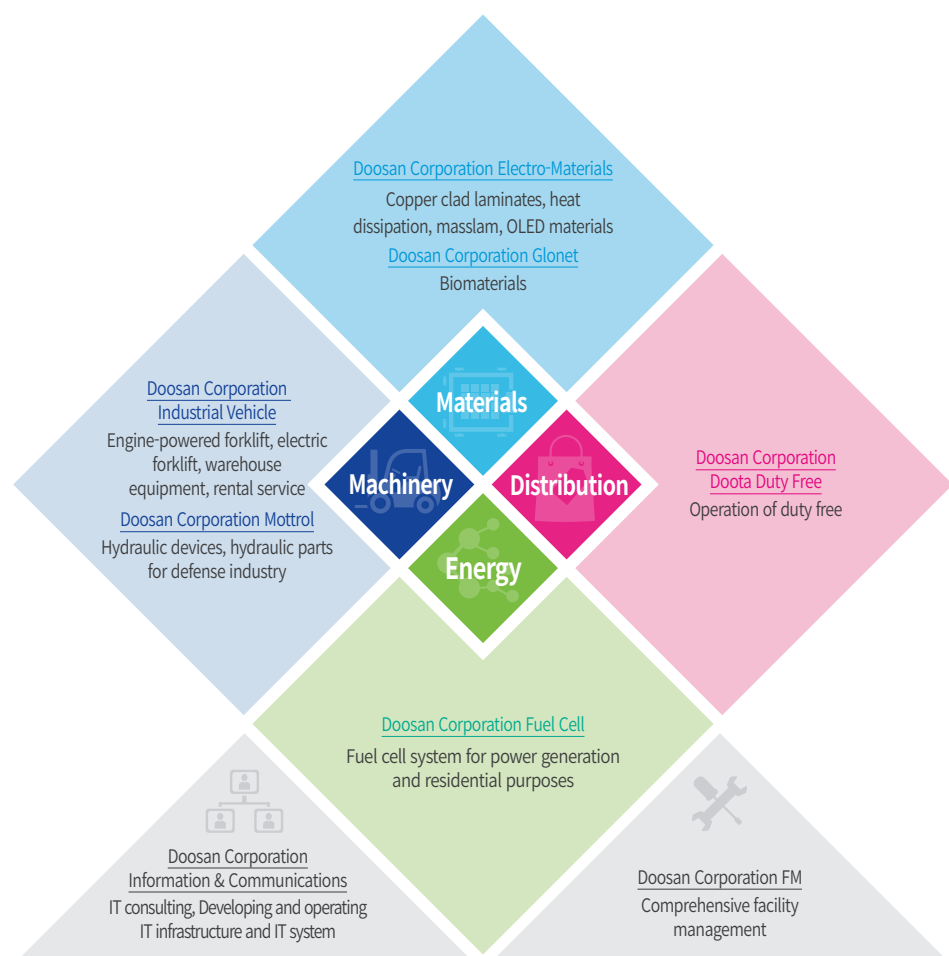 Doosan Corporation Electro-Materials
Copper clad laminates, heat
dissipation, masslam, OLED materials
Doosan Corporation Glonet
Biomaterials
Materials
Machinery
Distribution
Energy
Doosan Corporation
Industrial Vehicle
Engine-powered forklift, electric
forklift, warehouse
equipment, rental service
Doosan Corporation Mottrol
Hydraulic devices, hydraulic parts
for defense industry
Doosan Corporation
Doota Duty Free
Operation of duty free
Doosan Corporation Fuel Cell
Fuel cell system for power generation
and residential purposes
Doosan Corporation
Information & Communications
IT consulting, Developing and operating
IT infrastructure and IT system
Doosan Corporation FM
Comprehensive facility
management